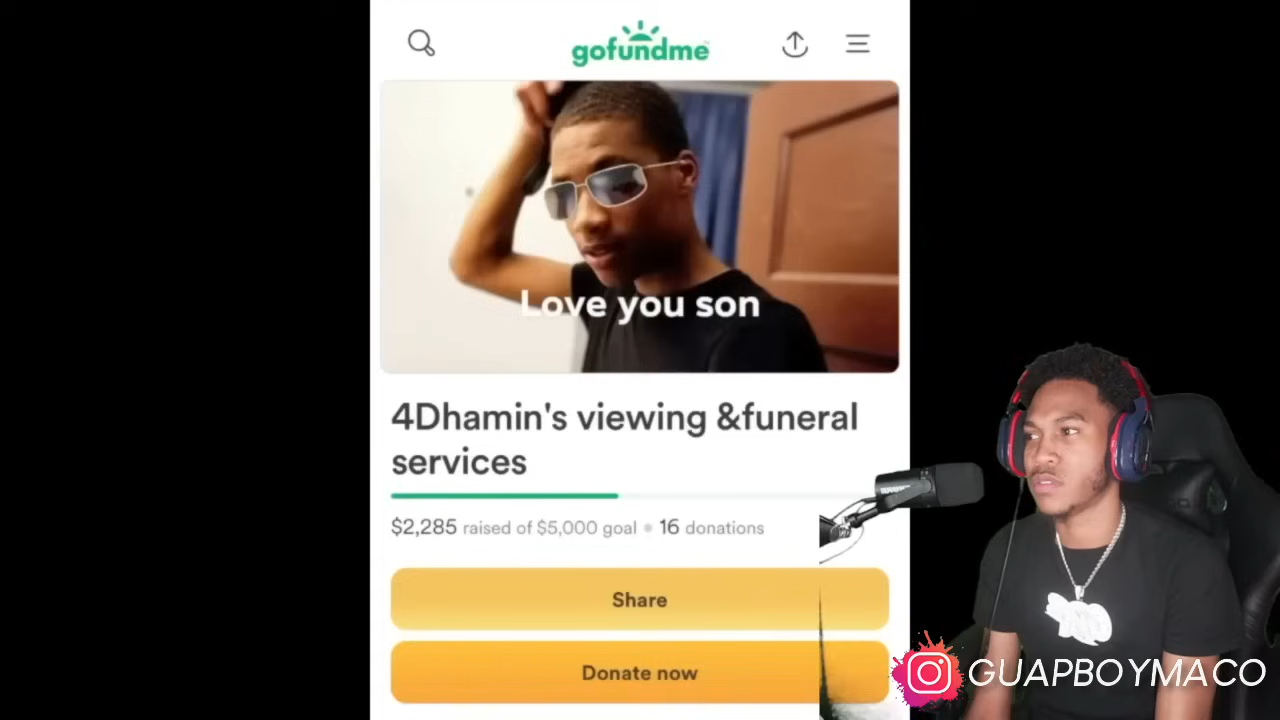 gofundme
Love you son
4Dhamin's viewing &funeral
services
$2,285 raised of $5,000 goal • 16 donations
Share
Donate now
GUAPBOYMACO